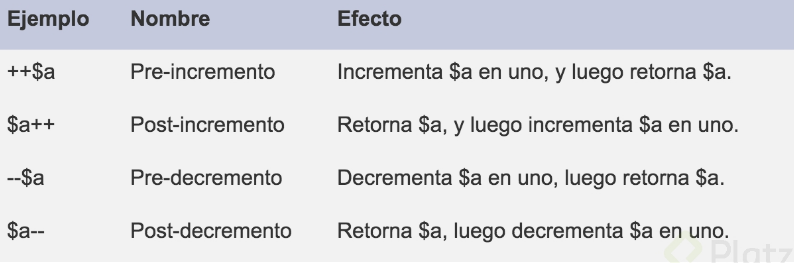 Ejemplo Nombre Efecto
++$a Pre-incremento Incrementa $a en uno, y luego retorna $a.
$a++ Post-incremento Retorna $a, y luego incrementa $a en uno.
--$a Pre-decremento Decrementa $a en uno, luego retorna $a.
$a-- Post-decremento Retorna $a, luego decrementa $a en uno.
Platz